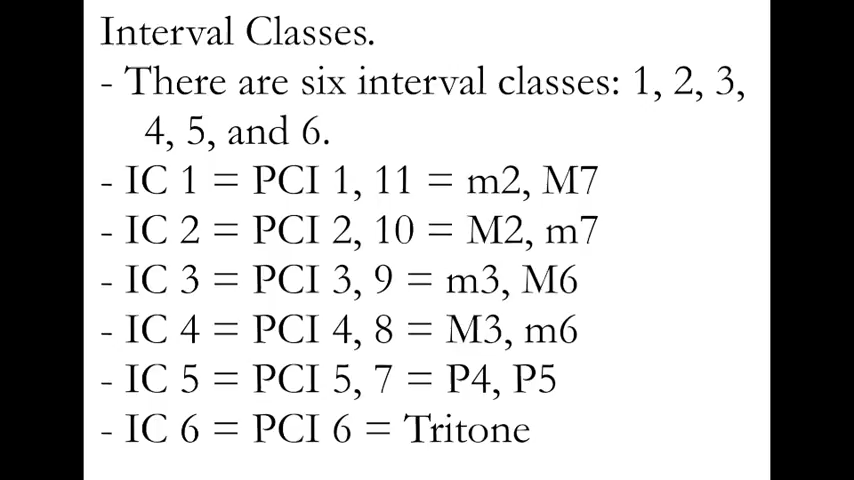 Interval Classes.
- There are six interval classes: 1, 2, 3,
4, 5, and 6.
- IC 1 = PCI 1, 11 = m2, M7
- IC 2 = PCI 2, 10 = M2, m7
- IC 3 = PCI 3, 9 = m3, M6
- IC 4 = PCI 4, 8 = M3, m6
- IC 5 = PCI 5, 7 = P4, P5
- IC 6 = PCI 6 = Tritone